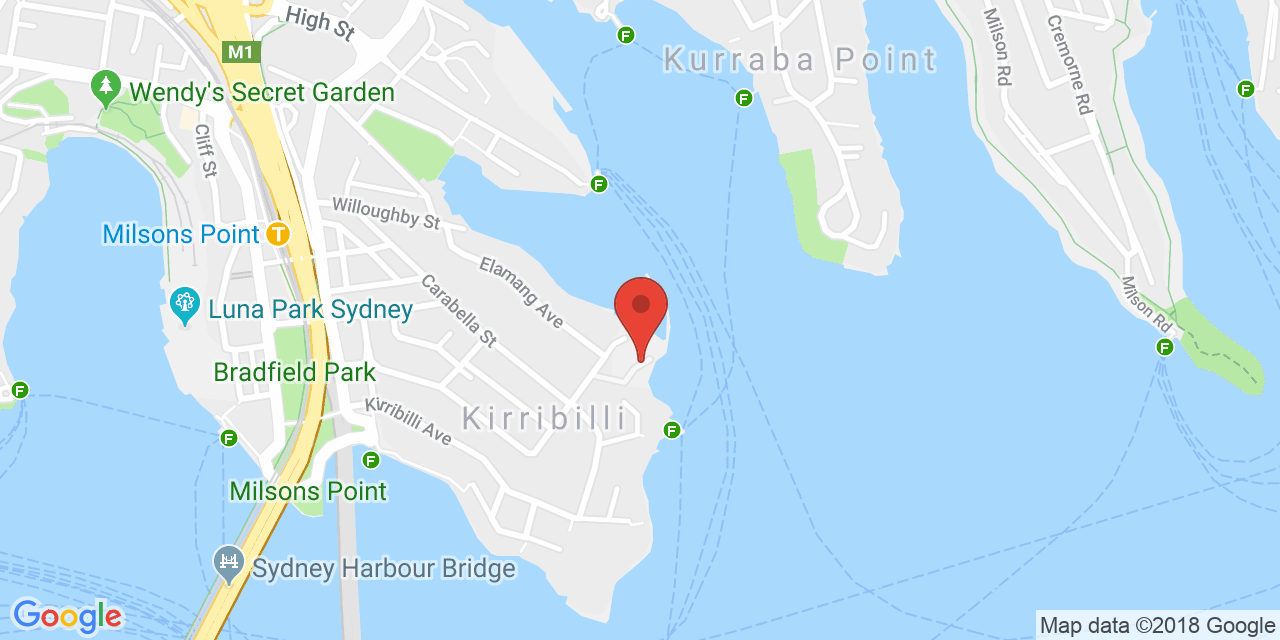 High St
M1
Kurraba Point
Milson Rd
Cremorne Rd
Wendy's Secret Garden
Cliff St
Willoughby St
Milsons Point
T
Elamang Ave
Carabella St
Luna Park Sydney
Milson Rd
Bradfield Park
Kirribilli Ave
Kirribilli
Milsons Point
Sydney Harbour Bridge
F
F
F
F
F
F
F
F
F
Google
Map data ©2018 Google